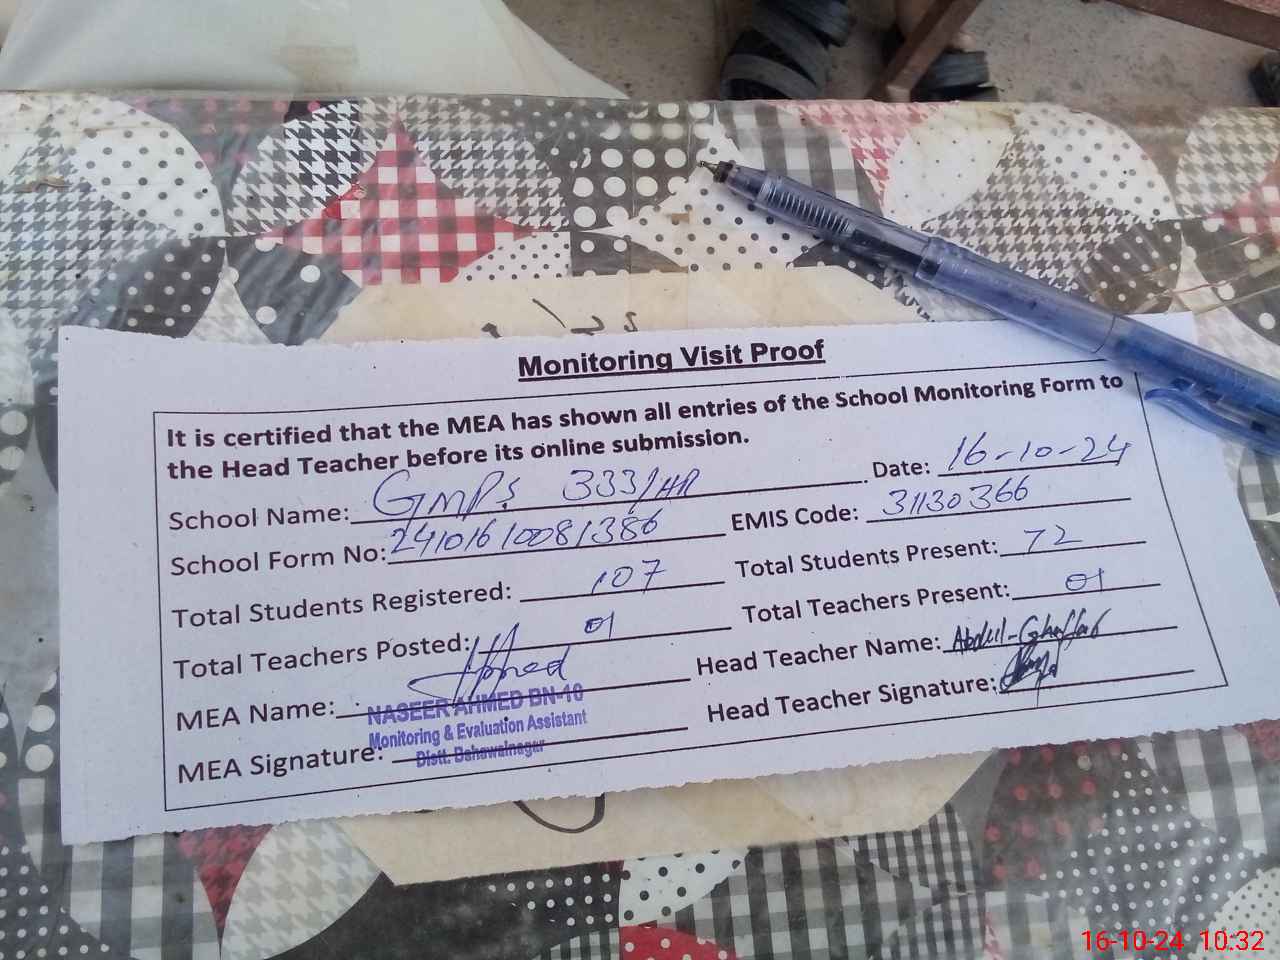 Monitoring Visit Proof
It is certified that the MEA has shown all entries of the School Monitoring Form to
the Head Teacher before its online submission.
School Name: GMPS 333/HR Date: 16-10-24
School Form No: 24101610081386 EMIS Code: 31130366
Total Students Registered: 107 Total Students Present: 72
Total Teachers Posted: 01 Total Teachers Present: 01
MEA Name: Head Teacher Name: Abdul-Ghaffar
NASEER AHMED BN-10
Monitoring & Evaluation Assistant
Distt. Bahawalnagar
MEA Signature: Head Teacher Signature:
16-10-24 10:32